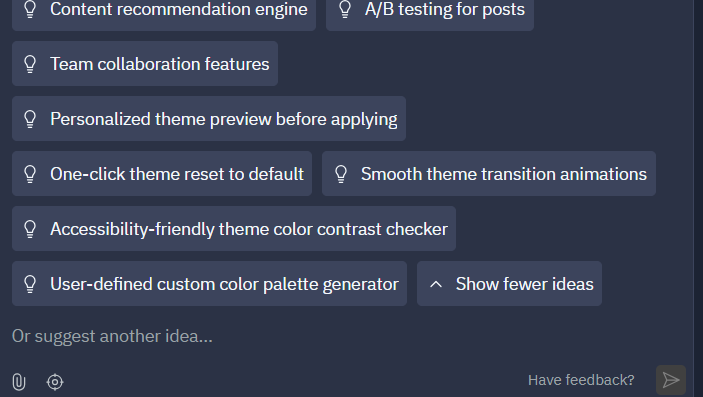 Content recommendation engine
A/B testing for posts
Team collaboration features
Personalized theme preview before applying
One-click theme reset to default
Smooth theme transition animations
Accessibility-friendly theme color contrast checker
User-defined custom color palette generator
Show fewer ideas
Or suggest another idea...
Have feedback?